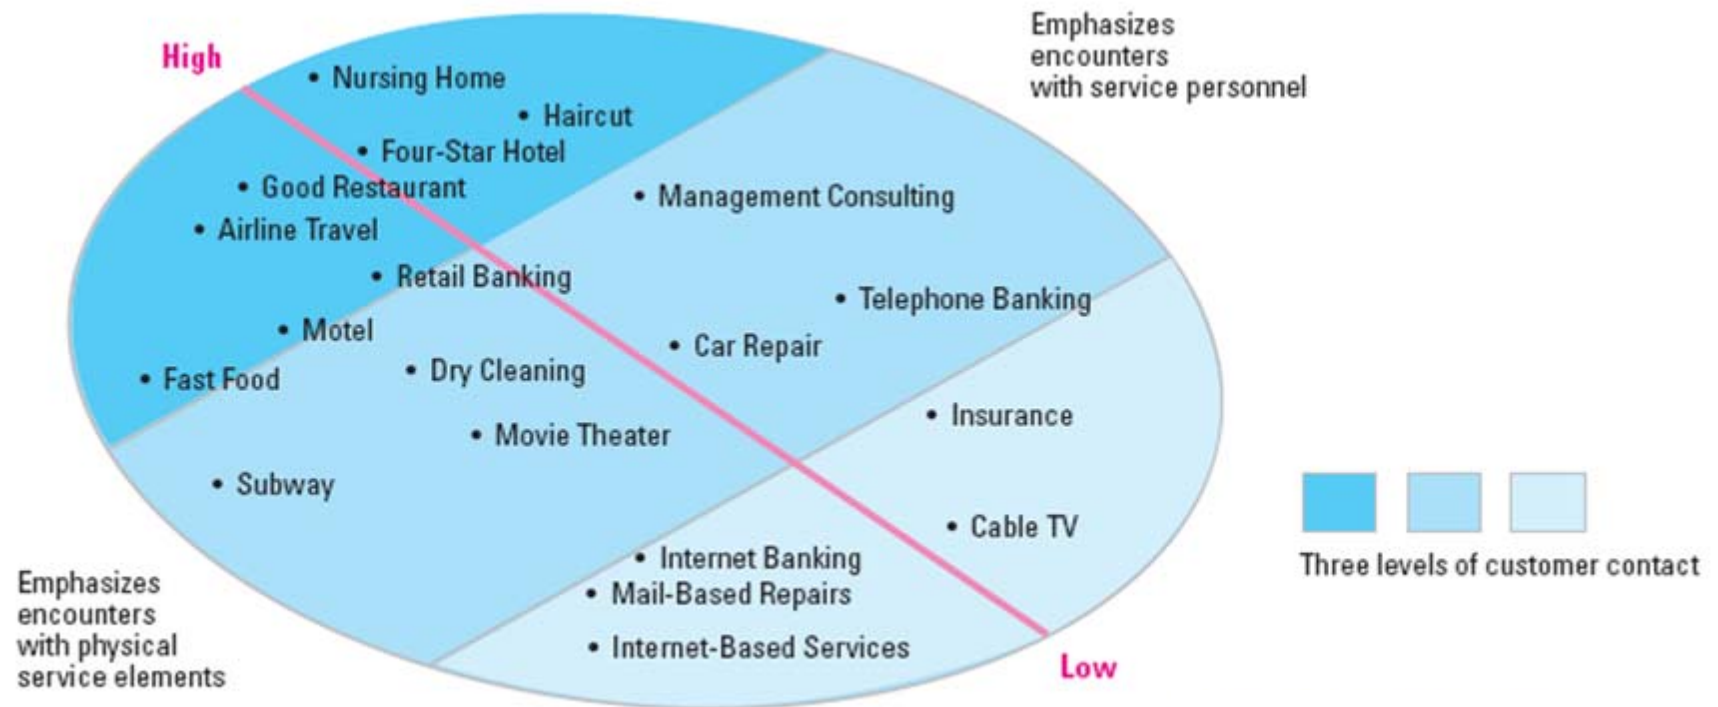 High
Emphasizes
encounters
with service personnel
• Nursing Home
• Haircut
• Four-Star Hotel
• Good Restaurant
• Management Consulting
• Airline Travel
• Retail Banking
• Telephone Banking
• Motel
• Car Repair
• Fast Food
• Dry Cleaning
• Insurance
• Movie Theater
• Subway
• Cable TV
• Internet Banking
Three levels of customer contact
• Mail-Based Repairs
• Internet-Based Services
Low
Emphasizes
encounters
with physical
service elements